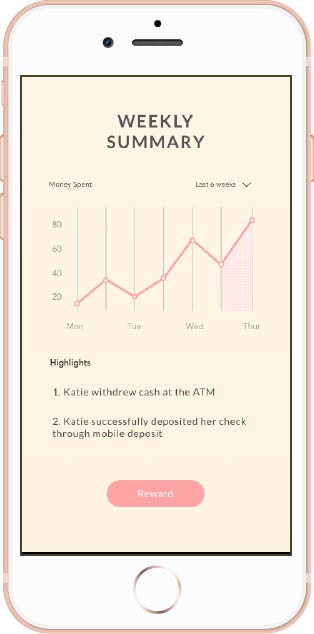 WEEKLY
SUMMARY
Money Spent
Last 6 weeks
80
60
40
20
Mon
Tue
Wed
Thur
Highlights
1. Katie withdrew cash at the ATM
2. Katie successfully deposited her check
through mobile deposit
Reward